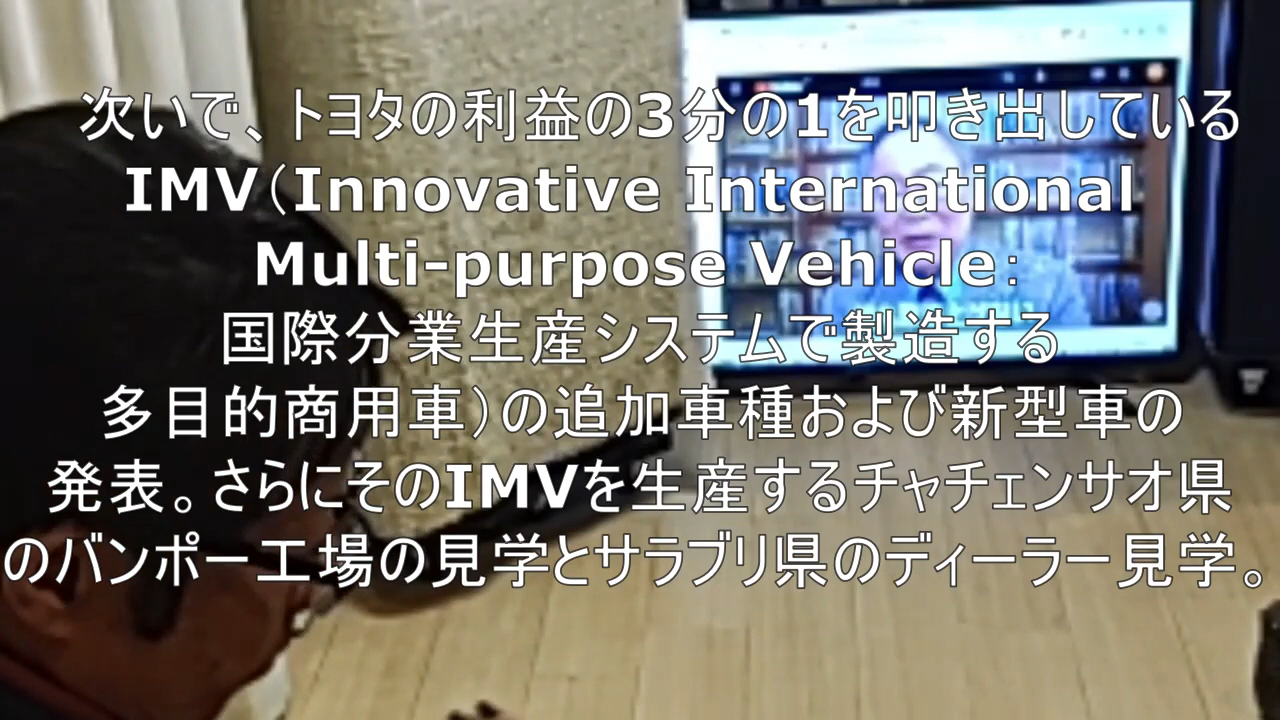 次いで、トヨタの利益の3分の1を叩き出している
IMV（Innovative International
Multi-purpose Vehicle：
国際分業生産システムで製造する
多目的商用車）の追加車種および新型車の
発表。さらにそのIMVを生産するチャチェンサオ県
のバンポー工場の見学とサラブリ県のディーラー見学。